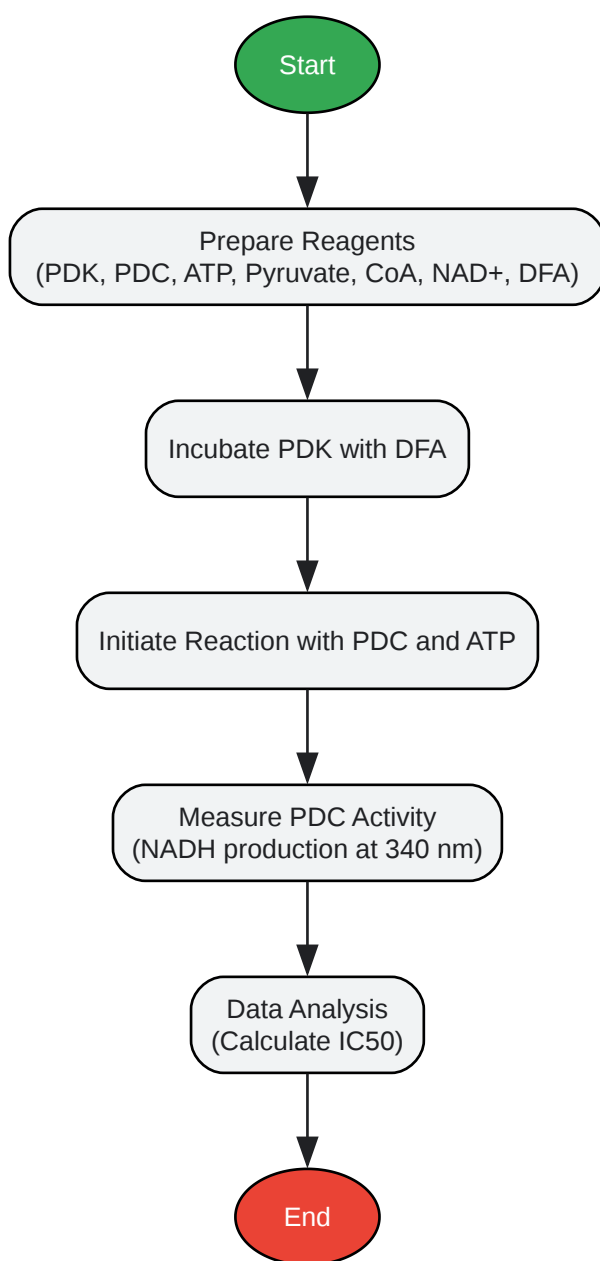 Start
Prepare Reagents
(PDK, PDC, ATP, Pyruvate, CoA, NAD+, DFA)
Incubate PDK with DFA
Initiate Reaction with PDC and ATP
Measure PDC Activity
(NADH production at 340 nm)
Data Analysis
(Calculate IC50)
End